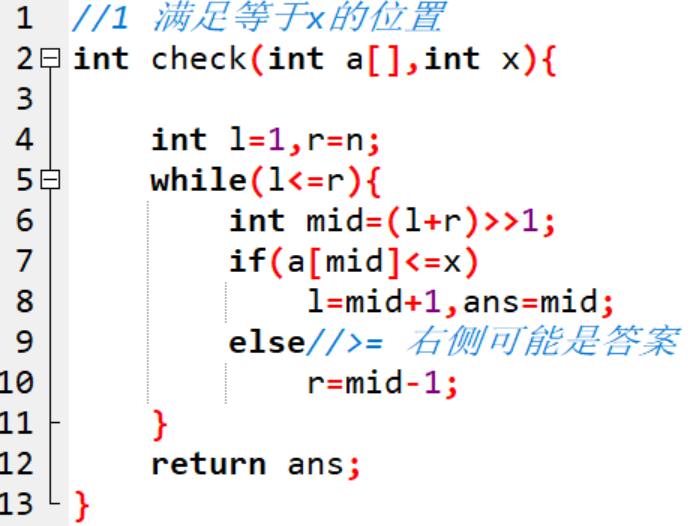 1 //1 满足等于x的位置
2 int check(int a[],int x){
3
4 int l=1,r=n;
5 while(l<=r){
6 int mid=(l+r)>>1;
7 if(a[mid]<=x)
8 l=mid+1,ans=mid;
9 else//>= 右侧可能是答案
10 r=mid-1;
11 }
12 return ans;
13 }